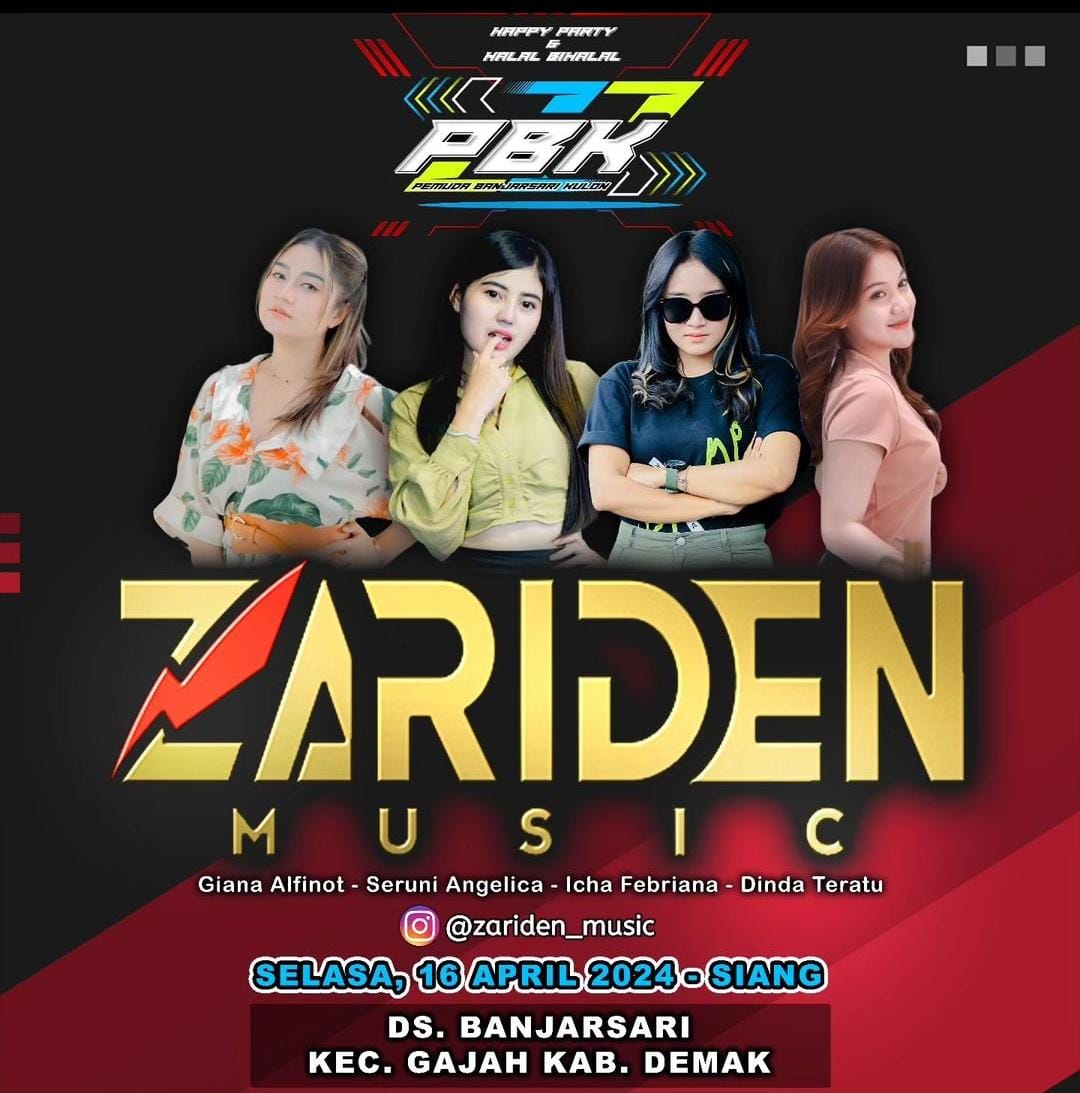 HAPPY PARTY
&
HALAL BIHALAL
PBK
PEMUDA BANJARSARI KULON
ZARIDEN
MUSIC
Giana Alfinot - Seruni Angelica - Icha Febriana - Dinda Teratu
@zariden_music
SELASA, 16 APRIL 2024 - SIANG
DS. BANJARSARI
KEC. GAJAH KAB. DEMAK